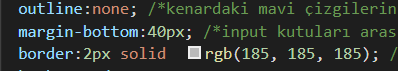 outline:none; /*kenardaki mavi çizgilerin
margin-bottom:40px; /*input kutuları aras
border:2px solid rgb(185, 185, 185); /